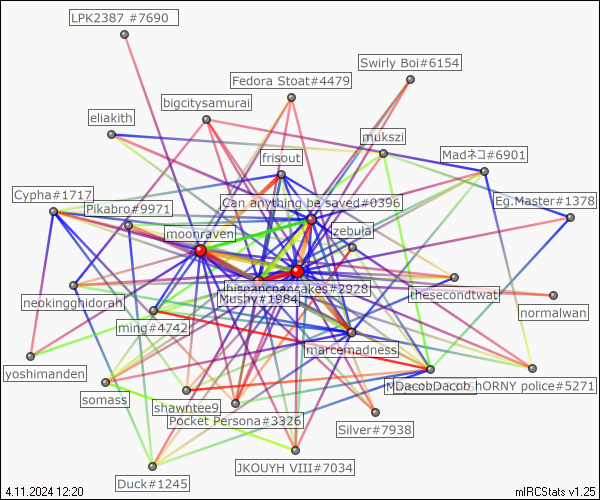 LPK2387 #7690
Swirly Boi#6154
Fedora Stoat#4479
bigcitysamurai
eliakith
mukszi
Madネコ#6901
frisout
Cypha#1717
Can anything be saved#0396
Eg.Master#1378
Pikabro#9971
moonraven
zebula
hispanicpancakes#2928
Mushy#1984
thesecondtwat
neokingghidorah
normalwan
ming#4742
marcemadness
yoshimanden
hORNY police#5271
somass
shawntee9
Pocket Persona#3326
Silver#7938
JKOUYH VIII#7034
Duck#1245
4.11.2024 12:20
mIRCStats v1.25